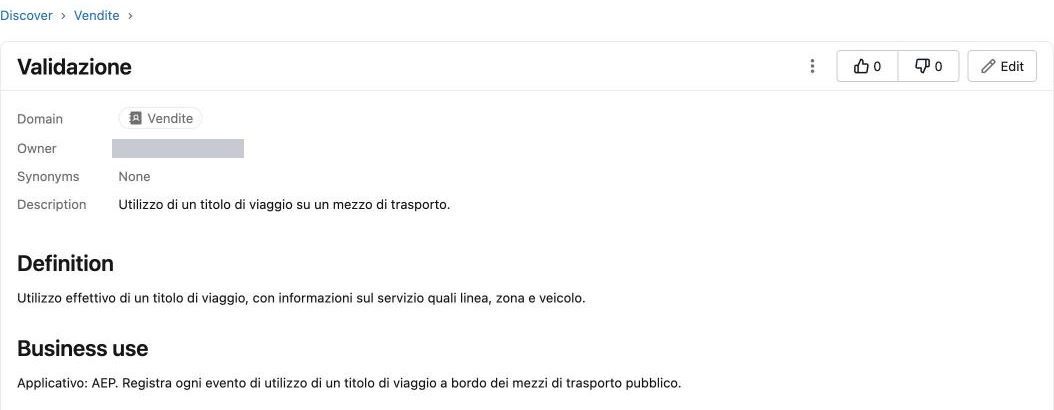 Discover > Vendite >
Validazione
0 0 Edit
Domain Vendite
Owner
Synonyms None
Description Utilizzo di un titolo di viaggio su un mezzo di trasporto.
Definition
Utilizzo effettivo di un titolo di viaggio, con informazioni sul servizio quali linea, zona e veicolo.
Business use
Applicativo: AEP. Registra ogni evento di utilizzo di un titolo di viaggio a bordo dei mezzi di trasporto pubblico.